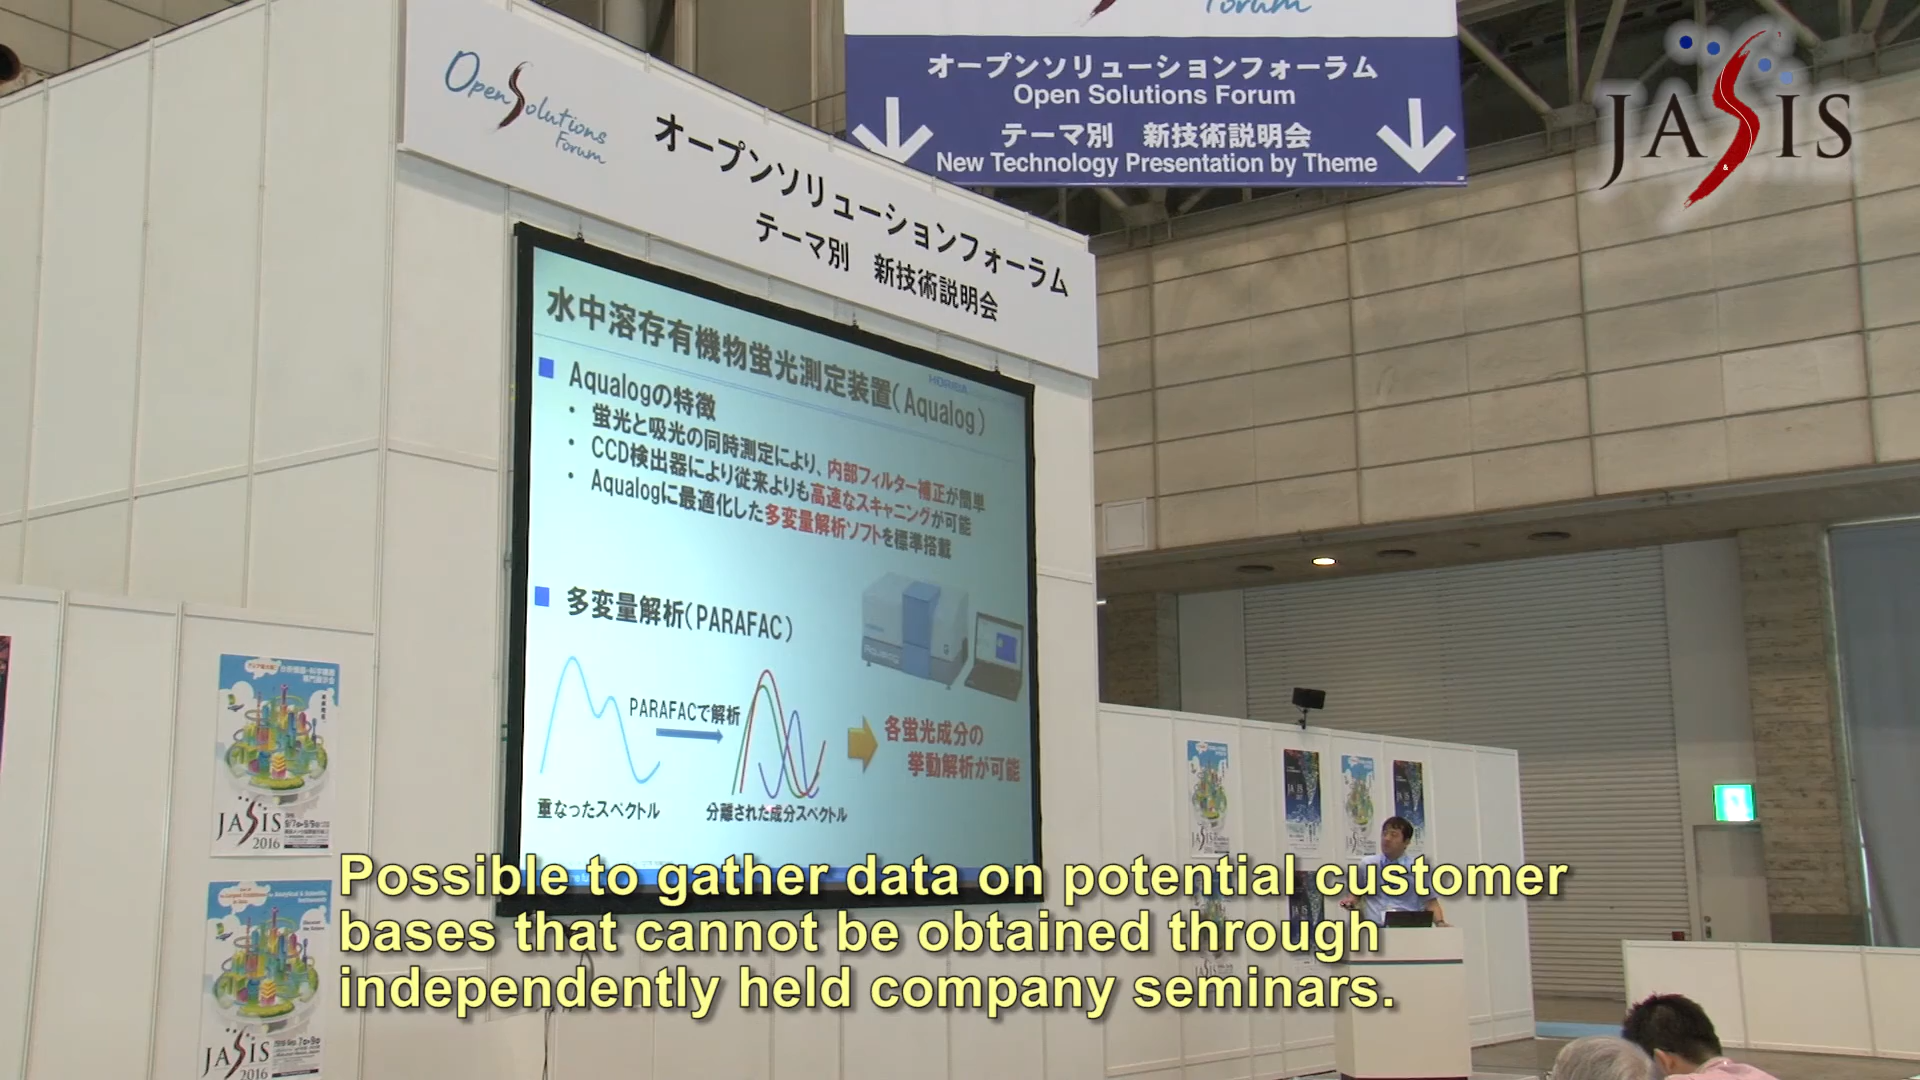 オープンソリューションフォーラム
Open Solutions Forum
テーマ別 新技術説明会
New Technology Presentation by Theme
JASIS
Open Solutions Forum
オープンソリューションフォーラム
テーマ別 新技術説明会
HORIBA
水中溶存有機物蛍光測定装置(Aqualog)
Aqualogの特徴
・ 蛍光と吸光の同時測定により、内部フィルター補正が簡単
・ CCD検出器により従来よりも高速なスキャニングが可能
・ Aqualogに最適化した多変量解析ソフトを標準搭載
多変量解析(PARAFAC)
Aqualog
PARAFACで解析
各蛍光成分の
挙動解析が可能
重なったスペクトル
分離された成分スペクトル
JASIS
2016
JASIS
2016
Possible to gather data on potential customer
bases that cannot be obtained through
independently held company seminars.